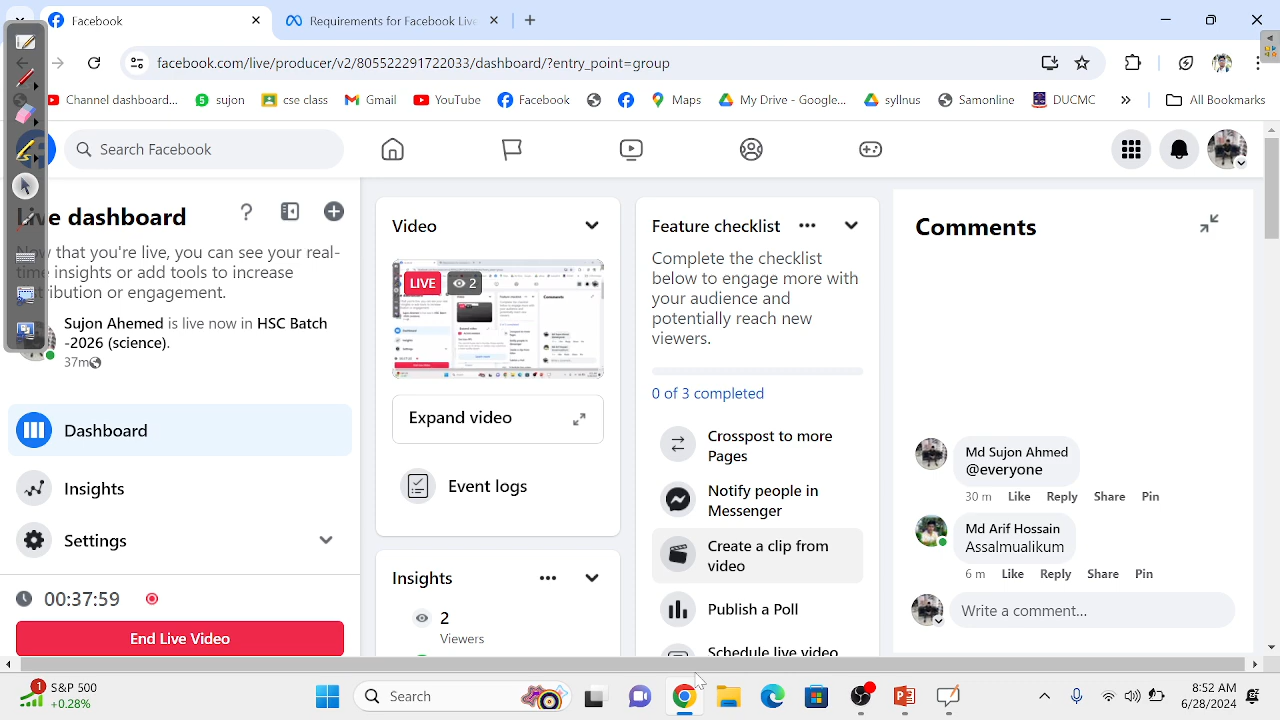 Facebook
Requirements for Facebook Live
facebook.com/live/producer/v2/805522291722033/dashboard/?entry_point=group
Channel dashboard...
sujon
cse class
Gmail
YouTube
Facebook
Maps
My Drive - Google...
syllnus
Samonline
DUCMC
All Bookmarks
Search Facebook
Live dashboard
Now that you're live, you can see your real-
time insights or add tools to increase
tribution or engagement.
Sujon Ahemed is live now in HSC Batch
-2026 (science).
37m
Dashboard
Insights
Settings
00:37:59
End Live Video
Video
LIVE 2
Expand video
Event logs
Insights
2
Viewers
Feature checklist
Complete the checklist
below to engage more with
your audience and
potentially reach new
viewers.
0 of 3 completed
Crosspost to more
Pages
Notify people in
Messenger
Create a clip from
video
Publish a Poll
Schedule live video
Comments
Md Sujon Ahmed
@everyone
30 m Like Reply Share Pin
Md Arif Hossain
Assalmualikum
6 m Like Reply Share Pin
Write a comment...
1
S&P 500
+0.28%
Search
8:52 AM
6/28/2024